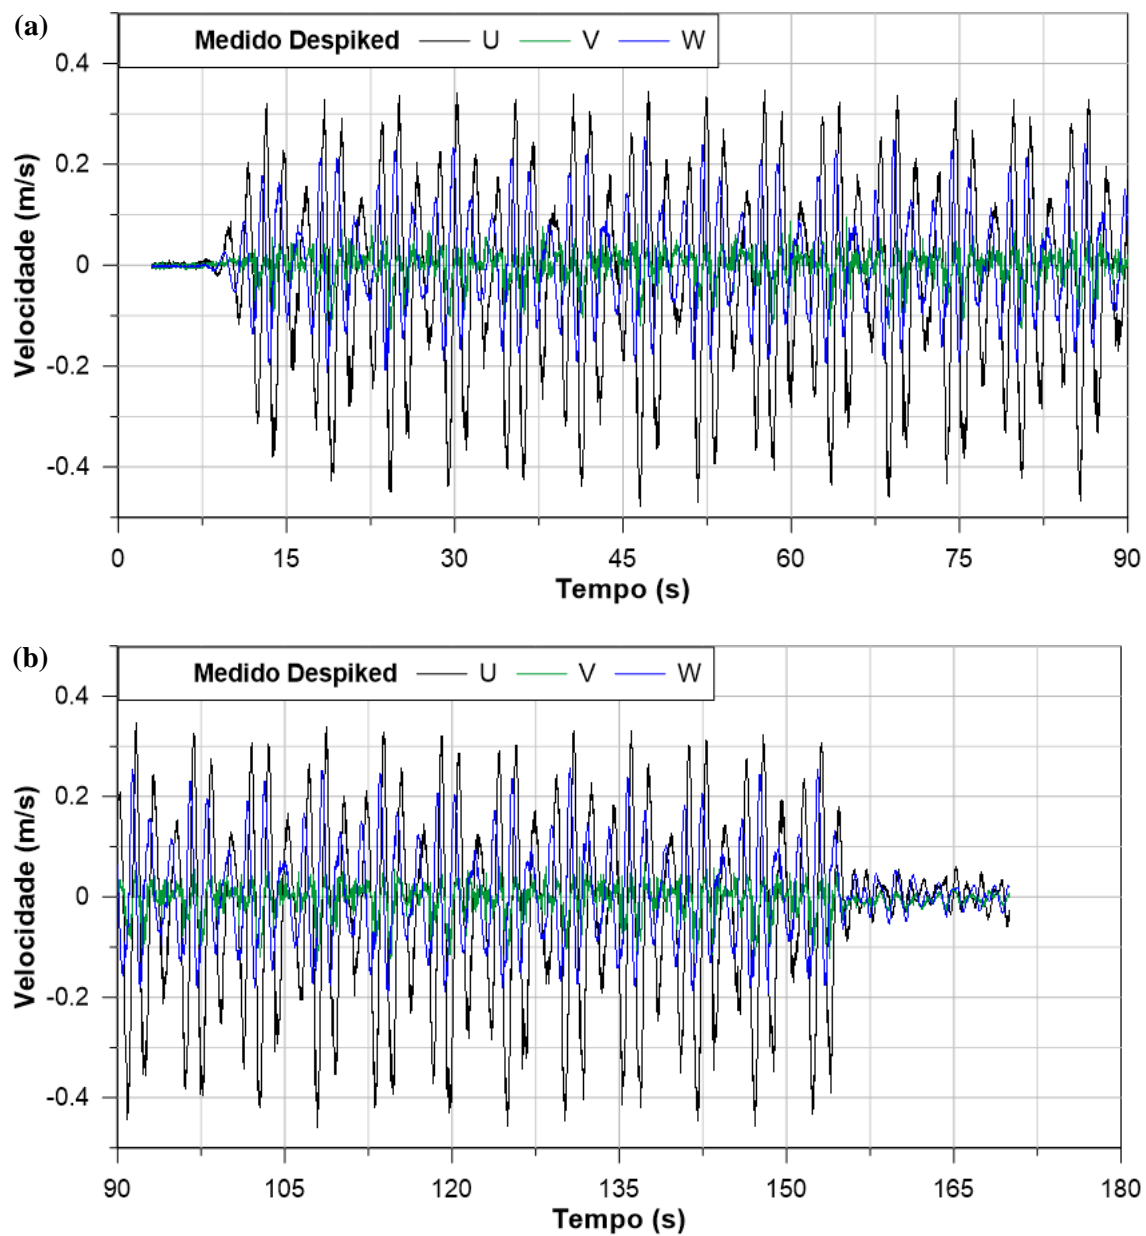 (a)
Medido Despiked U V W
0.4
0.2
0
-0.2
-0.4
Velocidade (m/s)
0 15 30 45 60 75 90
Tempo (s)
(b)
Medido Despiked U V W
0.4
0.2
0
-0.2
-0.4
Velocidade (m/s)
90 105 120 135 150 165 180
Tempo (s)